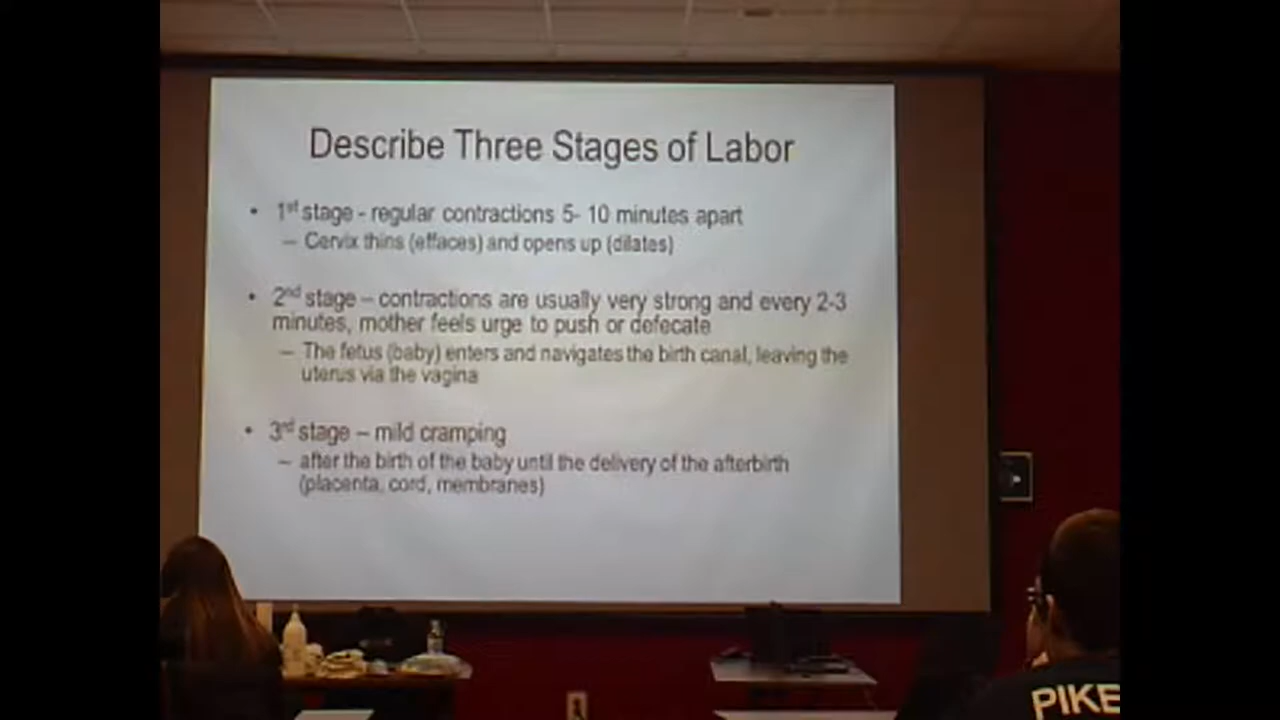 Describe Three Stages of Labor
• 1st stage - regular contractions 5- 10 minutes apart
– Cervix thins (effaces) and opens up (dilates)
• 2nd stage – contractions are usually very strong and every 2-3
minutes, mother feels urge to push or defecate
– The fetus (baby) enters and navigates the birth canal, leaving the
uterus via the vagina
• 3rd stage – mild cramping
– after the birth of the baby until the delivery of the afterbirth
(placenta, cord, membranes)
PIKE